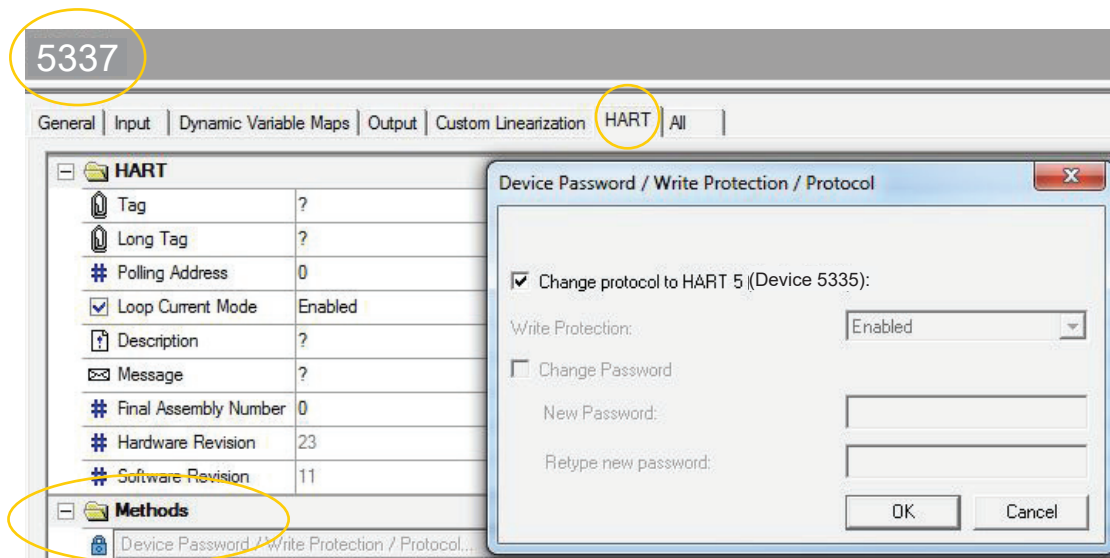 5337
General | Input | Dynamic Variable Maps | Output | Custom Linearization | HART | All |
HART
Tag ?
Long Tag ?
# Polling Address 0
Loop Current Mode Enabled
Description ?
Message ?
# Final Assembly Number 0
# Hardware Revision 23
# Software Revision 11
Methods
Device Password / Write Protection / Protocol...
Device Password / Write Protection / Protocol
Change protocol to HART 5 (Device 5335):
Write Protection: Enabled
Change Password
New Password:
Retype new password:
OK Cancel